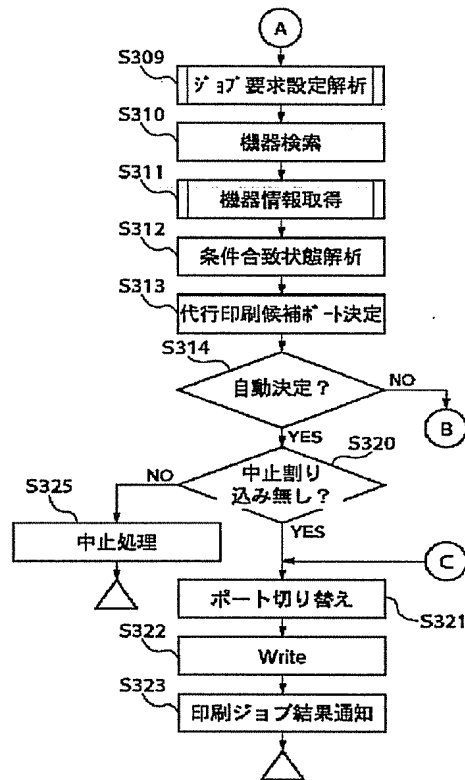 A
S309
ジョブ要求設定解析
S310
機器検索
S311
機器情報取得
S312
条件合致状態解析
S313
代行印刷候補ポート決定
S314
自動決定？
NO
B
YES
S320
中止割り
込み無し？
NO
S325
中止処理
YES
C
ポート切り替え
S321
S322
Write
S323
印刷ジョブ結果通知